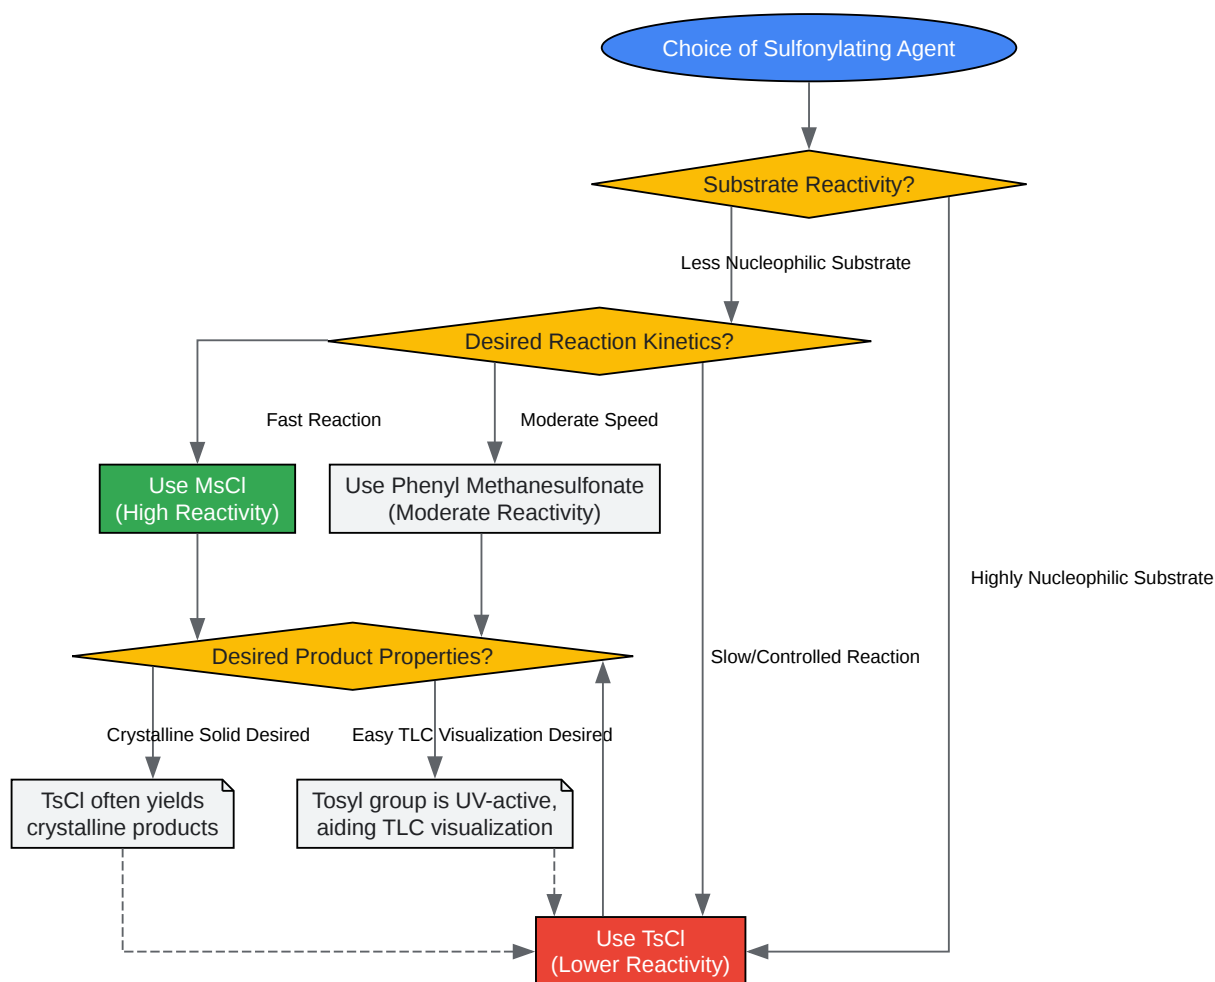 Choice of Sulfonylating Agent
Substrate Reactivity?
Less Nucleophilic Substrate
Desired Reaction Kinetics?
Fast Reaction
Moderate Speed
Use MsCl
(High Reactivity)
Use Phenyl Methanesulfonate
(Moderate Reactivity)
Highly Nucleophilic Substrate
Desired Product Properties?
Slow/Controlled Reaction
Crystalline Solid Desired
Easy TLC Visualization Desired
TsCl often yields
crystalline products
Tosyl group is UV-active,
aiding TLC visualization
Use TsCl
(Lower Reactivity)